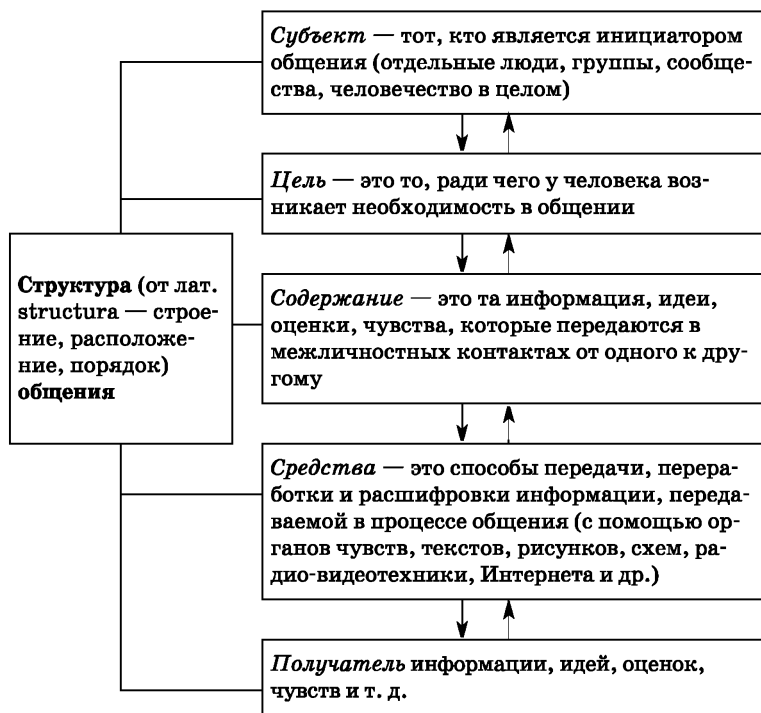 Субъект — тот, кто является инициатором
общения (отдельные люди, группы, сообще-
ства, человечество в целом)
Цель — это то, ради чего у человека воз-
никает необходимость в общении
Структура (от лат.
structura — строе-
ние, расположе-
ние, порядок)
общения
Содержание — это та информация, идеи,
оценки, чувства, которые передаются в
межличностных контактах от одного к дру-
гому
Средства — это способы передачи, перера-
ботки и расшифровки информации, переда-
ваемой в процессе общения (с помощью ор-
ганов чувств, текстов, рисунков, схем, ра-
дио-видеотехники, Интернета и др.)
Получатель информации, идей, оценок,
чувств и т. д.